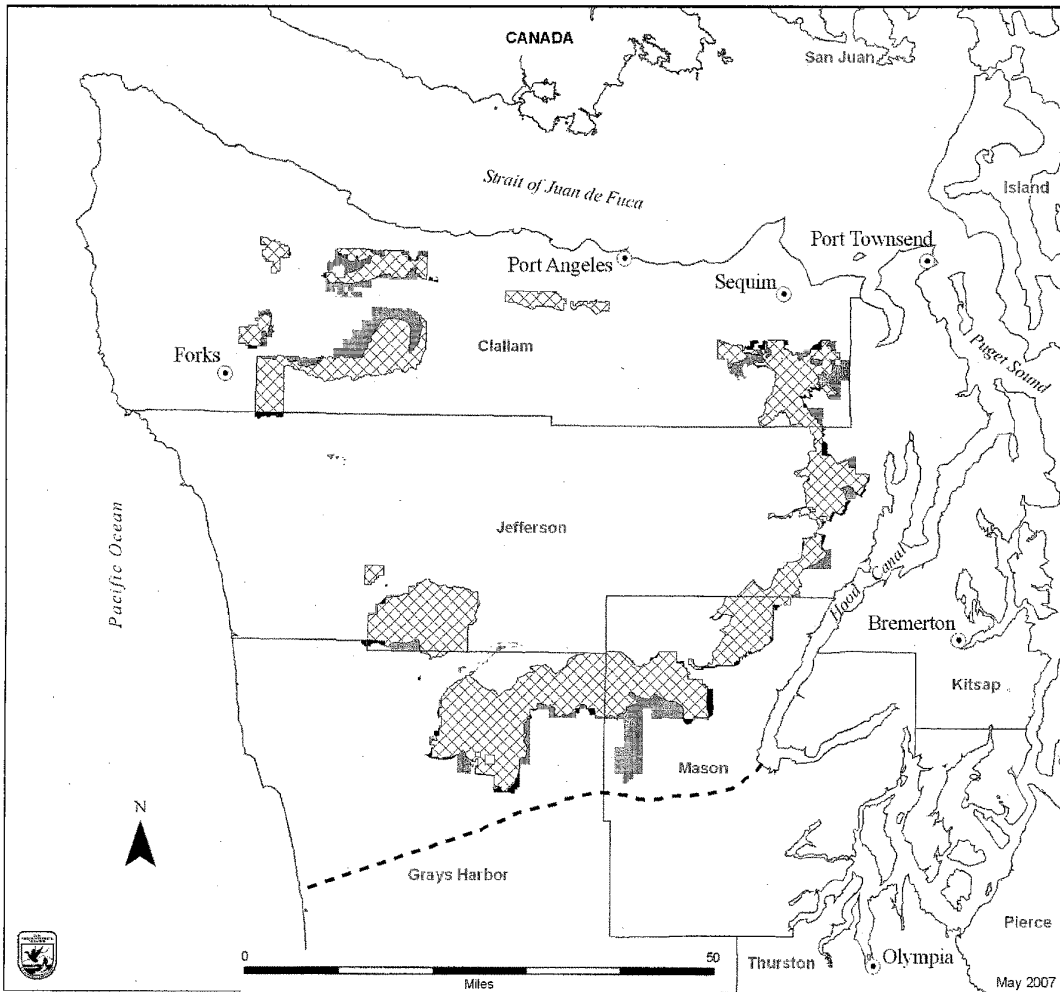 CANADA
San Juan
Strait of Juan de Fuca
Island
Port Townsend
Port Angeles
Sequim
Puget Sound
Clallam
Forks
Jefferson
Pacific Ocean
Hood Canal
Bremerton
Kitsap
Mason
N
Grays Harbor
Pierce
0
50
Miles
Thurston
Olympia
May 2007